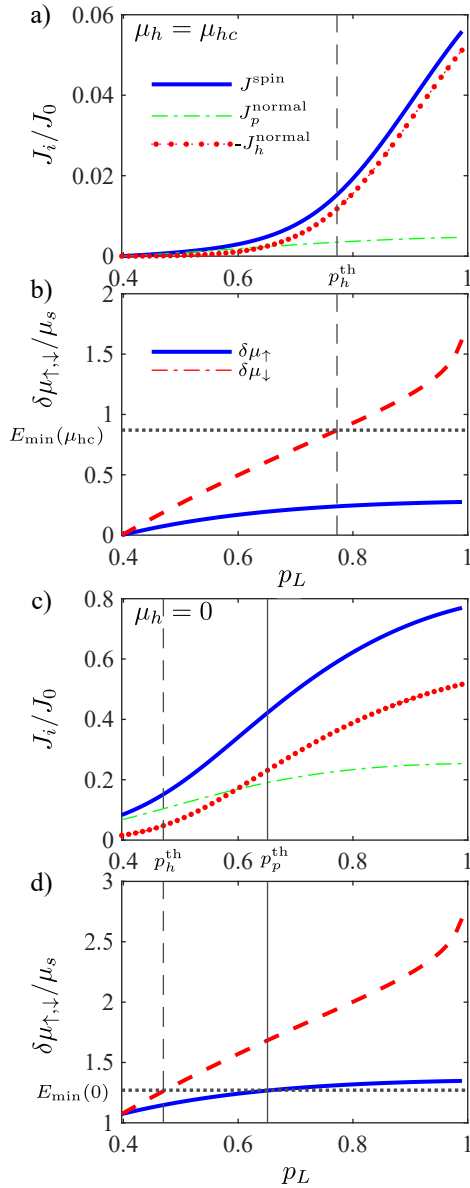 a)
μ_h = μ_hc
0.06
0.04
0.02
0
J_i/J_0
J^spin
J_p^normal
-J_h^normal
0.4
0.6
p_h^th
1
b)
2
1.5
1
0.5
0
δμ_↑,↓/μ_s
δμ_↑
δμ_↓
E_min(μ_hc)
0.4
0.6
0.8
1
p_L
c)
μ_h = 0
0.8
0.6
0.4
0.2
0
J_i/J_0
0.4
p_h^th
0.6
p_p^th
0.8
1
d)
3
2.5
2
1.5
1
δμ_↑,↓/μ_s
E_min(0)
0.4
0.6
0.8
1
p_L